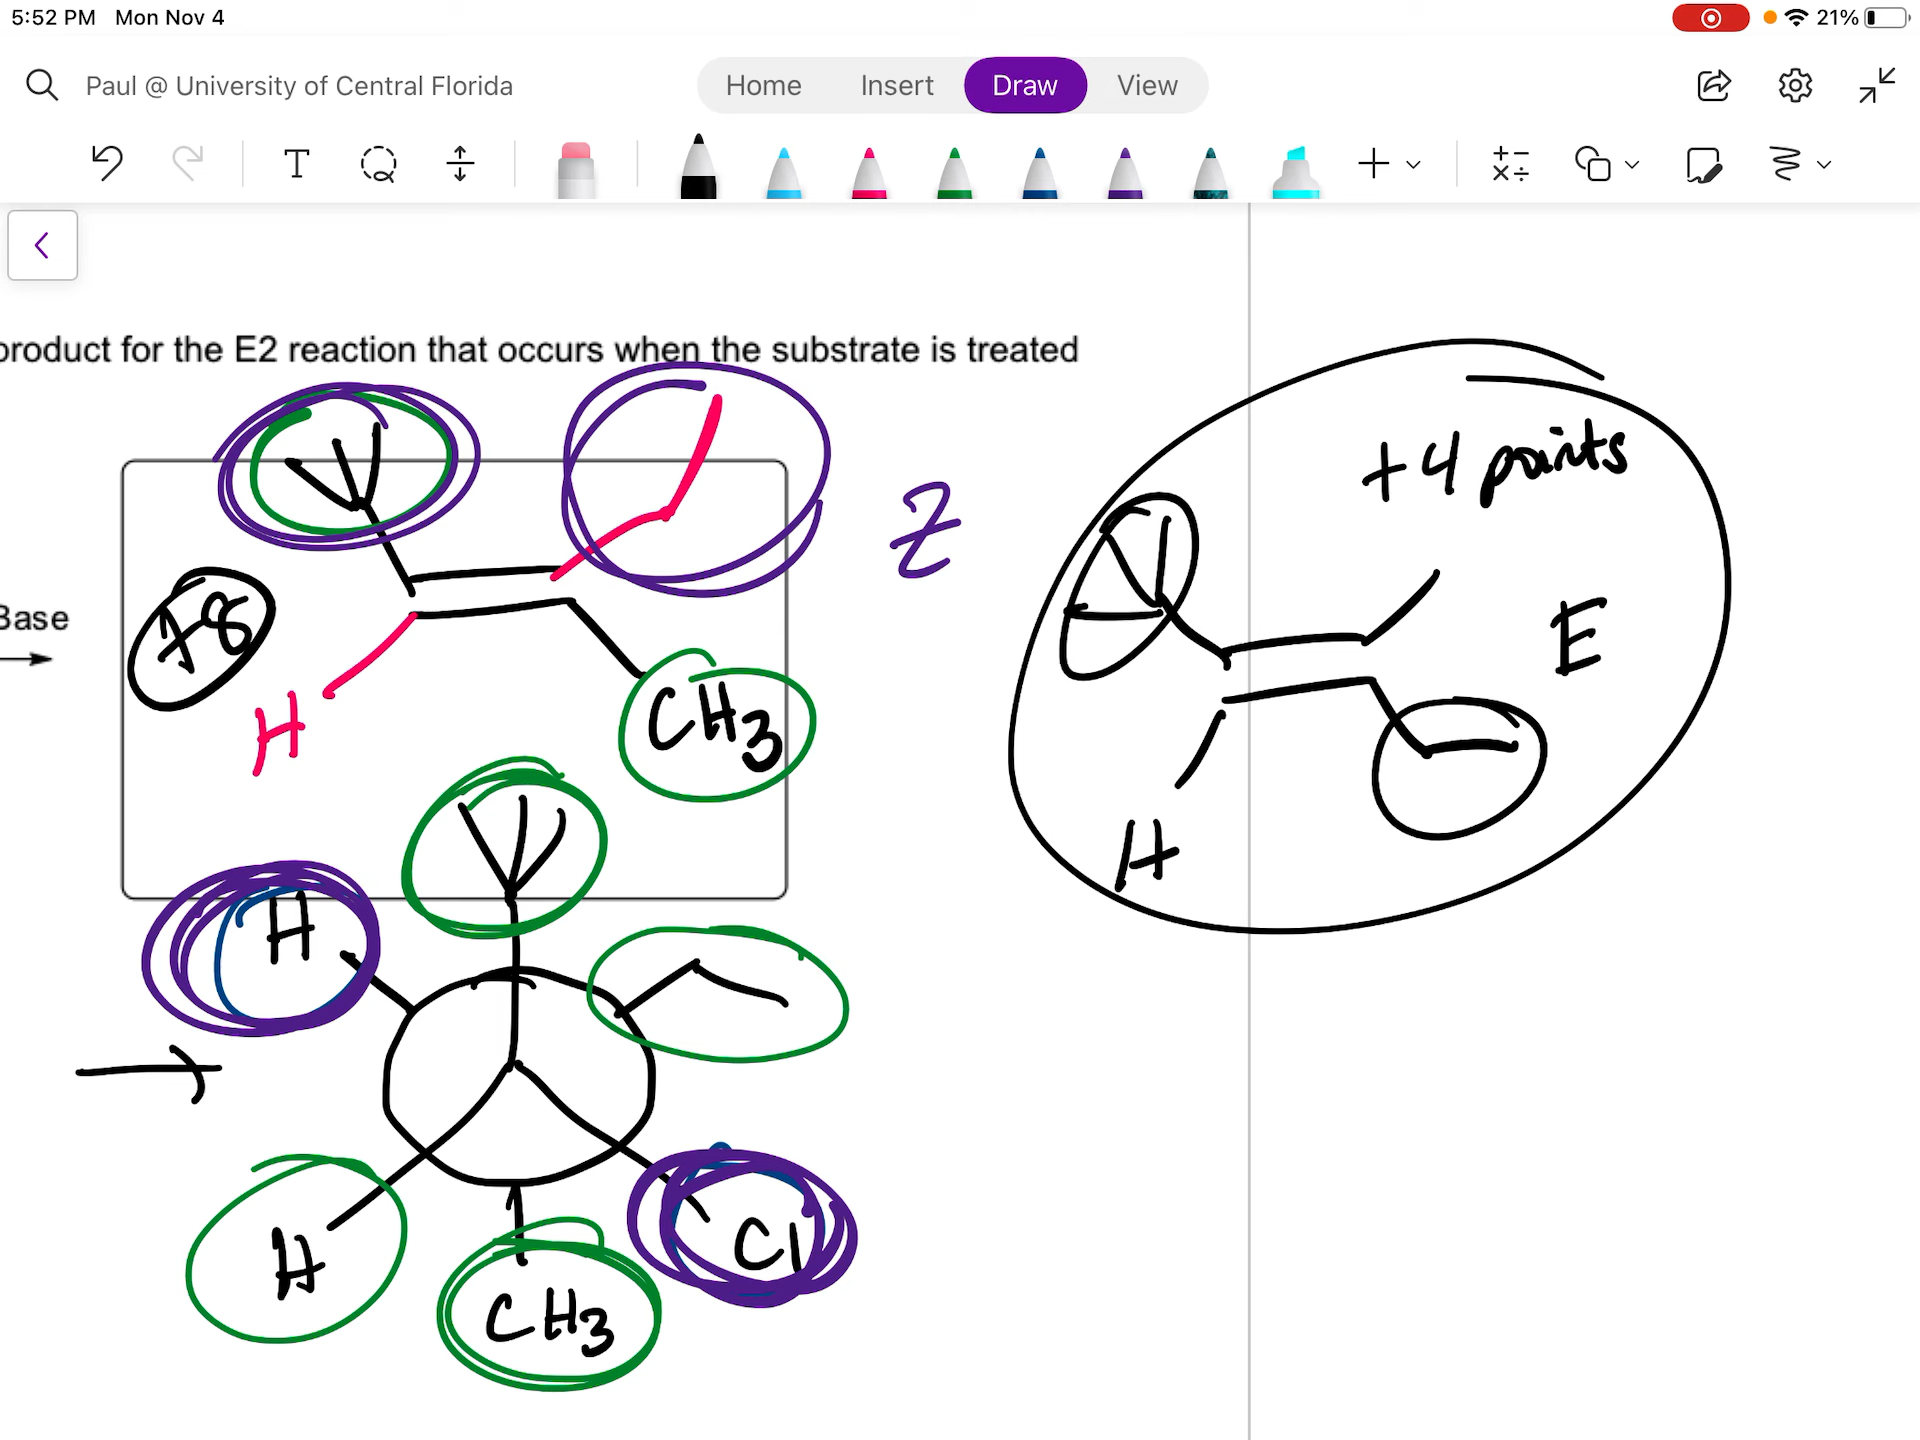 5:52 PM Mon Nov 4
21%
Paul @ University of Central Florida
Home Insert Draw View
T
product for the E2 reaction that occurs when the substrate is treated
+4 points
Z
Base
+8
E
H
CH3
H
H
H
Cl
CH3